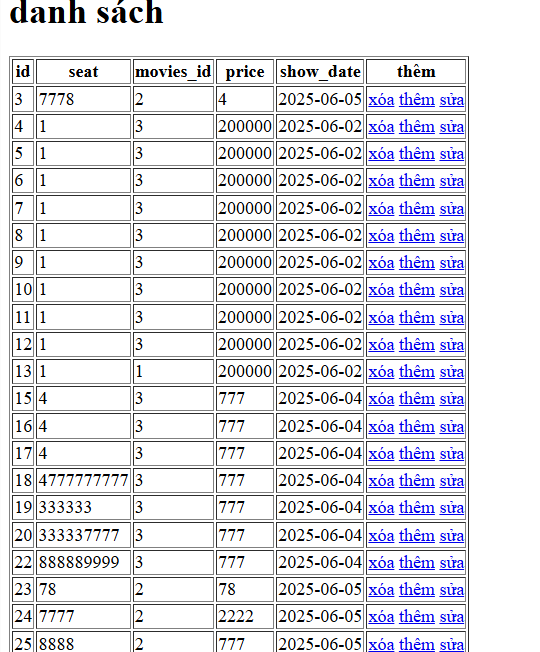 danh sách
id seat movies_id price show_date thêm
3 7778 2 4 2025-06-05 xóa thêm sửa
4 1 3 200000 2025-06-02 xóa thêm sửa
5 1 3 200000 2025-06-02 xóa thêm sửa
6 1 3 200000 2025-06-02 xóa thêm sửa
7 1 3 200000 2025-06-02 xóa thêm sửa
8 1 3 200000 2025-06-02 xóa thêm sửa
9 1 3 200000 2025-06-02 xóa thêm sửa
10 1 3 200000 2025-06-02 xóa thêm sửa
11 1 3 200000 2025-06-02 xóa thêm sửa
12 1 3 200000 2025-06-02 xóa thêm sửa
13 1 1 200000 2025-06-02 xóa thêm sửa
15 4 3 777 2025-06-04 xóa thêm sửa
16 4 3 777 2025-06-04 xóa thêm sửa
17 4 3 777 2025-06-04 xóa thêm sửa
18 4777777777 3 777 2025-06-04 xóa thêm sửa
19 333333 3 777 2025-06-04 xóa thêm sửa
20 333337777 3 777 2025-06-04 xóa thêm sửa
22 888889999 3 777 2025-06-04 xóa thêm sửa
23 78 2 78 2025-06-05 xóa thêm sửa
24 7777 2 2222 2025-06-05 xóa thêm sửa
25 8888 2 777 2025-06-05 xóa thêm sửa